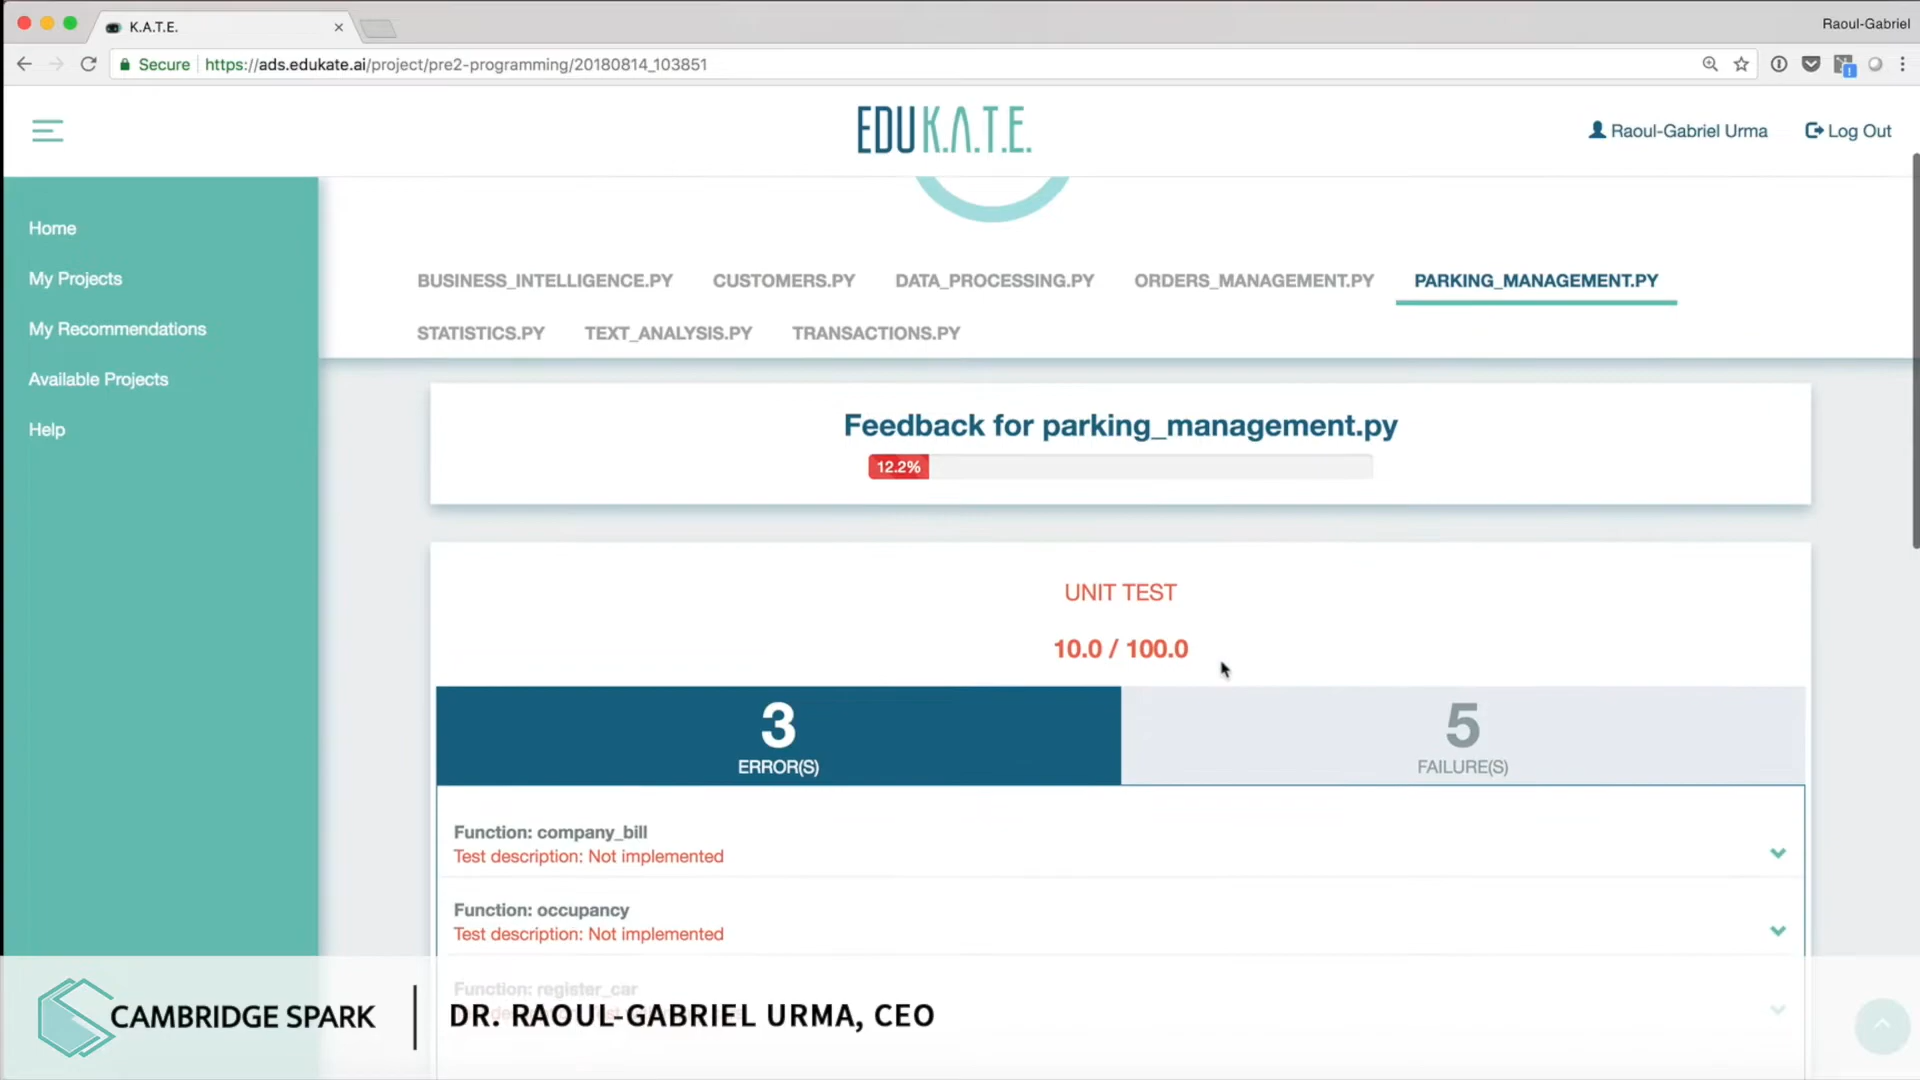 K.A.T.E.
Raoul-Gabriel
Secure
https://ads.edukate.ai/project/pre2-programming/20180814_103851
EDUK.A.T.E.
Raoul-Gabriel Urma
Log Out
Home
My Projects
My Recommendations
Available Projects
Help
BUSINESS_INTELLIGENCE.PY CUSTOMERS.PY DATA_PROCESSING.PY ORDERS_MANAGEMENT.PY PARKING_MANAGEMENT.PY
STATISTICS.PY TEXT_ANALYSIS.PY TRANSACTIONS.PY
Feedback for parking_management.py
12.2%
UNIT TEST
10.0 / 100.0
3
ERROR(S)
5
FAILURE(S)
Function: company_bill
Test description: Not implemented
Function: occupancy
Test description: Not implemented
Function: register_car
CAMBRIDGE SPARK
DR. RAOUL-GABRIEL URMA, CEO